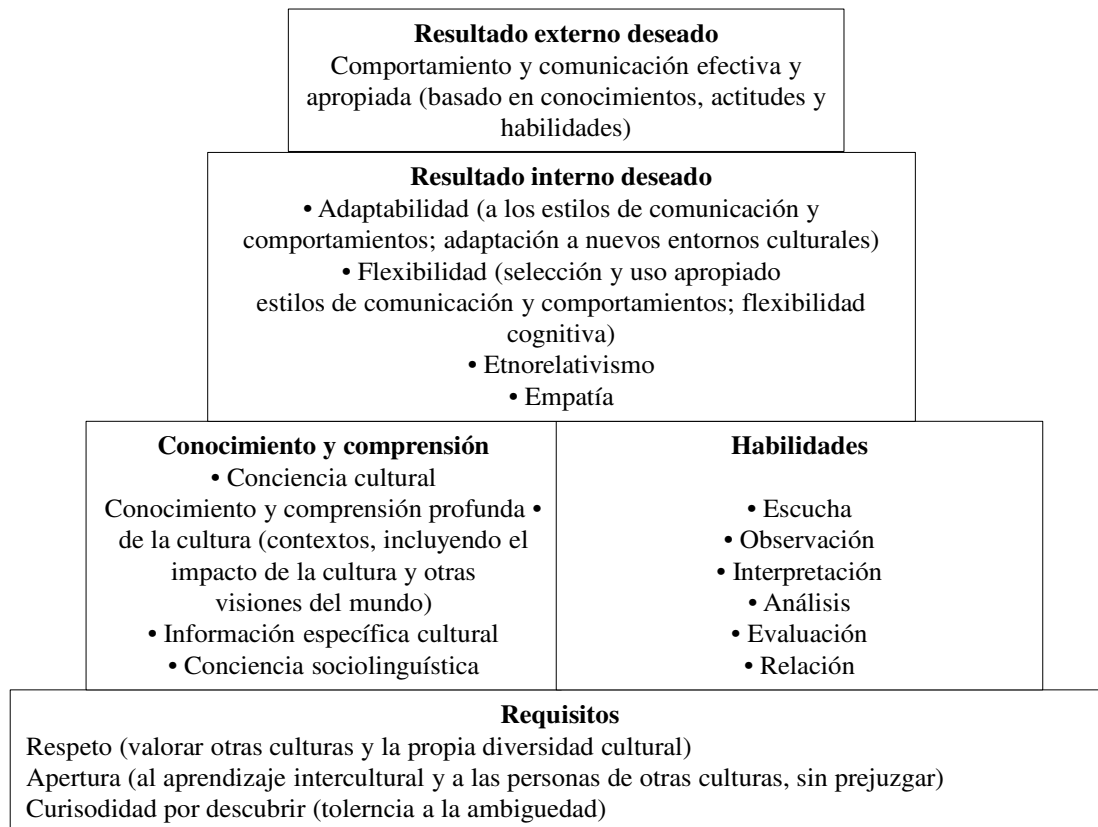 Resultado externo deseado
Comportamiento y comunicación efectiva y
apropiada (basado en conocimientos, actitudes y
habilidades)
Resultado interno deseado
• Adaptabilidad (a los estilos de comunicación y
comportamientos; adaptación a nuevos entornos culturales)
• Flexibilidad (selección y uso apropiado
estilos de comunicación y comportamientos; flexibilidad
cognitiva)
• Etnorelativismo
• Empatía
Conocimiento y comprensión
• Conciencia cultural
Conocimiento y comprensión profunda •
de la cultura (contextos, incluyendo el
impacto de la cultura y otras
visiones del mundo)
• Información específica cultural
• Conciencia sociolinguística
Habilidades
• Escucha
• Observación
• Interpretación
• Análisis
• Evaluación
• Relación
Requisitos
Respeto (valorar otras culturas y la propia diversidad cultural)
Apertura (al aprendizaje intercultural y a las personas de otras culturas, sin prejuzgar)
Curisodidad por descubrir (tolerncia a la ambiguedad)